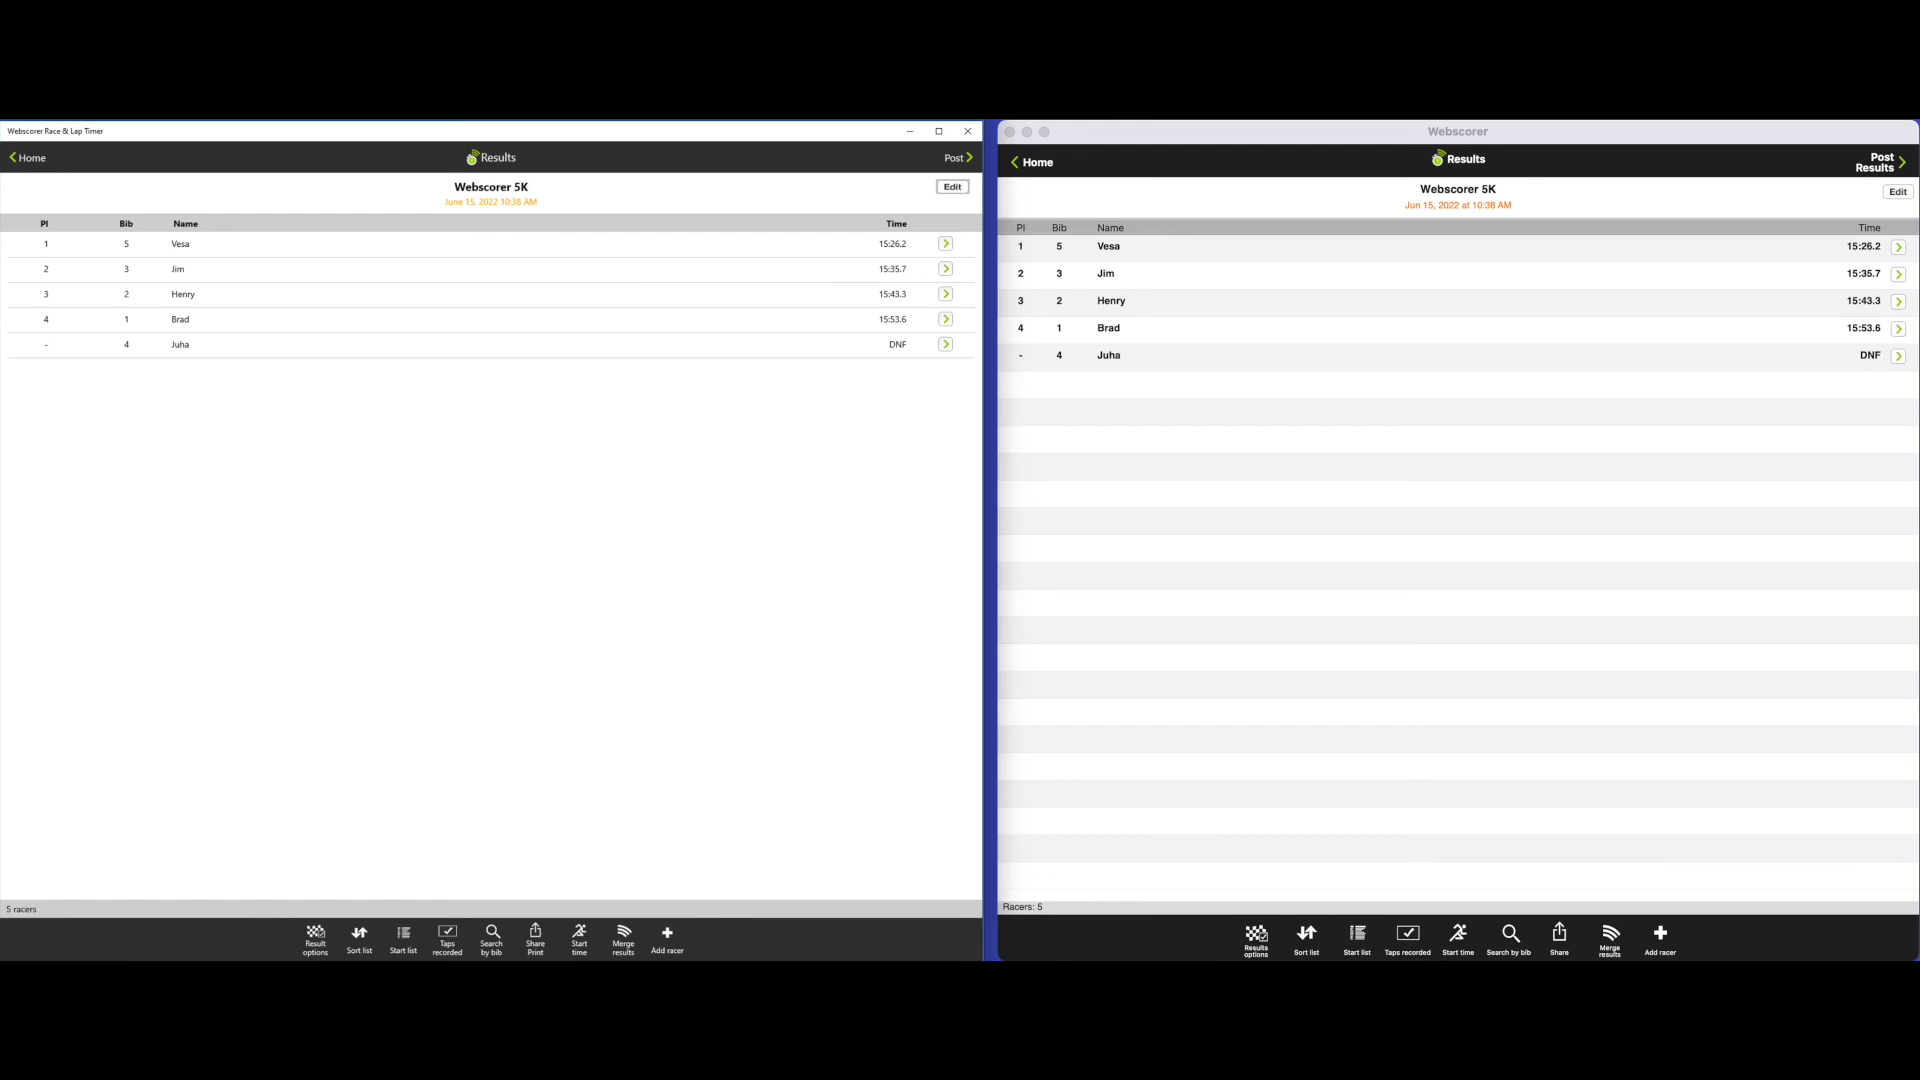 Webscorer Race & Lap Timer
Home
Results
Post
Webscorer 5K
Edit
June 15, 2022 10:38 AM
Pl Bib Name Time
1 5 Vesa 15:26.2
2 3 Jim 15:35.7
3 2 Henry 15:43.3
4 1 Brad 15:53.6
- 4 Juha DNF
5 racers
Result
options
Sort list
Start list
Taps
recorded
Search
by bib
Share
Print
Start
time
Merge
results
Add racer
Webscorer
Home
Results
Post
Results
Webscorer 5K
Edit
Jun 15, 2022 at 10:38 AM
Pl Bib Name Time
1 5 Vesa 15:26.2
2 3 Jim 15:35.7
3 2 Henry 15:43.3
4 1 Brad 15:53.6
- 4 Juha DNF
Racers: 5
Results
options
Sort list
Start list
Taps recorded
Start time
Search by bib
Share
Merge
results
Add racer